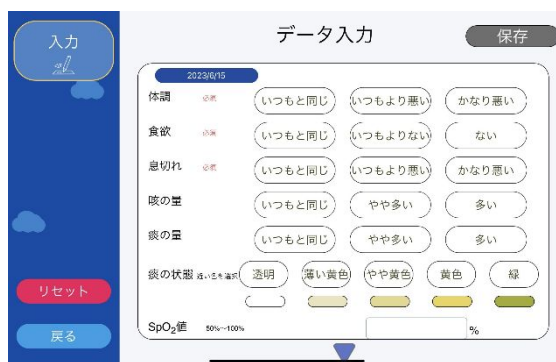 入力
データ入力
保存
2023/6/15
体調 必須 いつもと同じ いつもより悪い かなり悪い
食欲 必須 いつもと同じ いつもよりない ない
息切れ 必須 いつもと同じ いつもより悪い かなり悪い
咳の量 いつもと同じ やや多い 多い
痰の量 いつもと同じ やや多い 多い
痰の状態 近い色を選択 透明 薄い黄色 やや黄色 黄色 緑
SpO₂値 50%~100% %
リセット
戻る